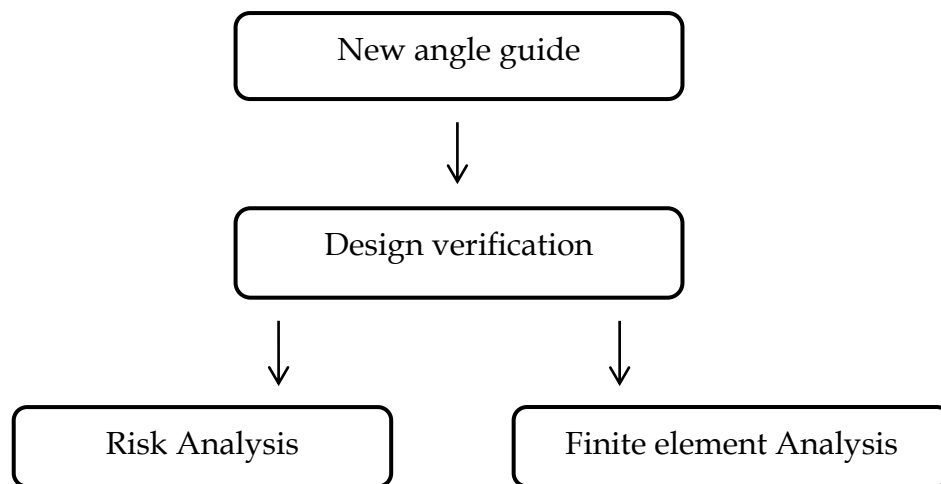 New angle guide
Design verification
Risk Analysis
Finite element Analysis